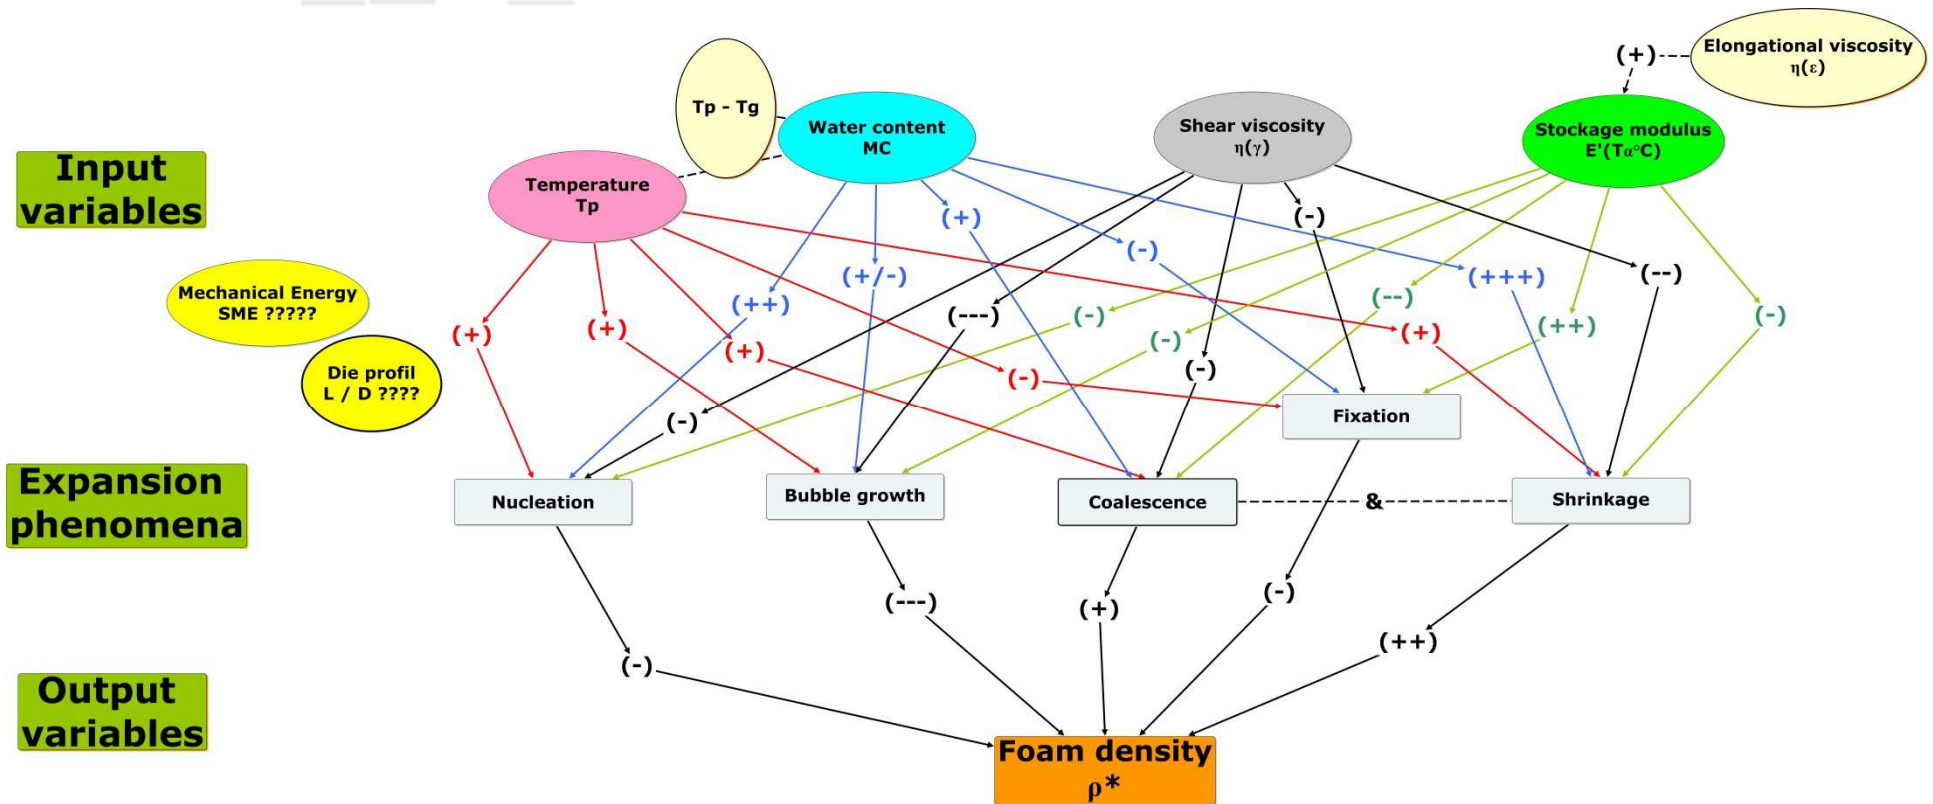 Elongational viscosity
η(ε)
(+)
Tp - Tg
Water content
MC
Shear viscosity
η(γ)
Stockage modulus
E'(Tα°C)
Input
variables
Temperature
Tp
(+)
(-)
(-)
(+/-)
(+++)
(--)
Mechanical Energy
SME ?????
(++)
(---)
(-)
(--)
(-)
(+)
(+)
(+)
(-)
(+)
(++)
Die profil
L / D ????
(-)
(-)
(-)
Fixation
Expansion
phenomena
Nucleation
Bubble growth
Coalescence
&
Shrinkage
(---)
(+)
(-)
(++)
(-)
Output
variables
Foam density
ρ*